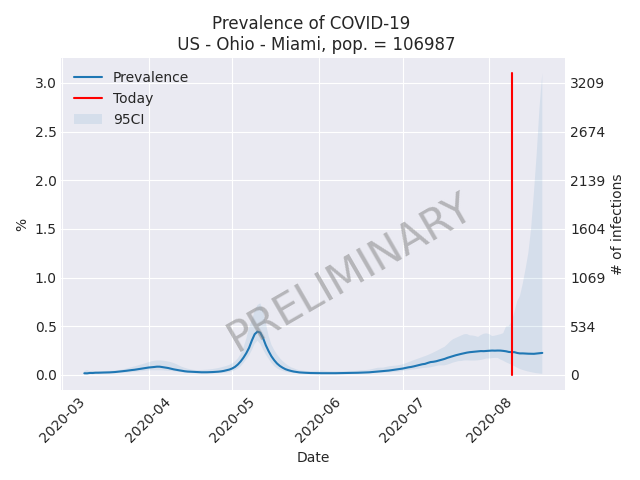 Prevalence of COVID-19
US - Ohio - Miami, pop. = 106987
Prevalence
Today
95CI
3.0
2.5
2.0
1.5
1.0
0.5
0.0
%
3209
2674
2139
1604
1069
534
0
# of infections
PRELIMINARY
2020-03
2020-04
2020-05
2020-06
2020-07
2020-08
Date